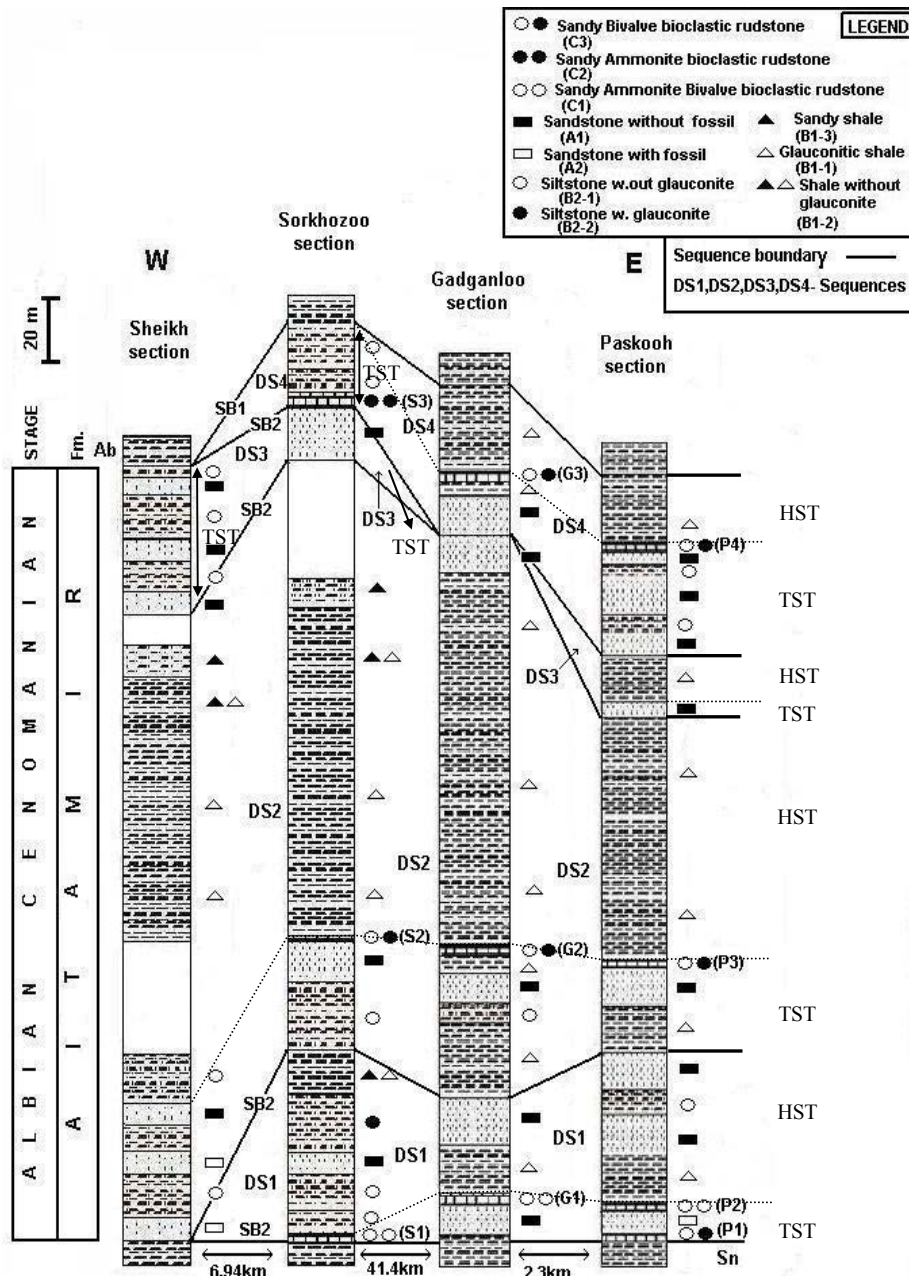 LEGEND
Sandy Bivalve bioclastic rudstone
(C3)
Sandy Ammonite bioclastic rudstone
(C2)
Sandy Ammonite Bivalve bioclastic rudstone
(C1)
Sandstone without fossil
(A1)
Sandstone with fossil
(A2)
Siltstone w.out glauconite
(B2-1)
Siltstone w. glauconite
(B2-2)
Sandy shale
(B1-3)
Glauconitic shale
(B1-1)
Shale without
glauconite
(B1-2)
Sequence boundary
DS1,DS2,DS3,DS4- Sequences
W
E
20 m
Sheikh
section
Sorkhozoo
section
Gadganloo
section
Paskooh
section
STAGE
Fm.
Ab
ALBIAN CENOMANNIAN
AITAMIR
SB1
DS4
TST
(S3)
DS4
SB2
DS3
(G3)
HST
SB2
DS3
DS4
(P4)
TST
TST
TST
DS3
HST
TST
DS2
HST
DS2
DS2
(S2)
(G2)
(P3)
TST
SB2
HST
DS1
DS1
DS1
(G1)
(P2)
SB2
(S1)
(P1)
TST
Sn
6.94km
41.4km
2.3km